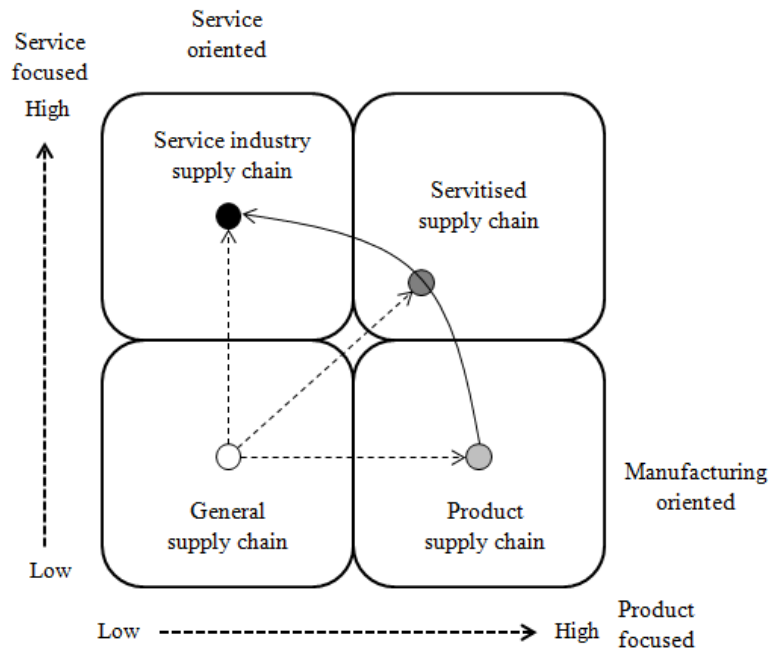 Service
oriented
Service
focused
High
Service industry
supply chain
Servitised
supply chain
General
supply chain
Product
supply chain
Manufacturing
oriented
Low
Low
High
Product
focused